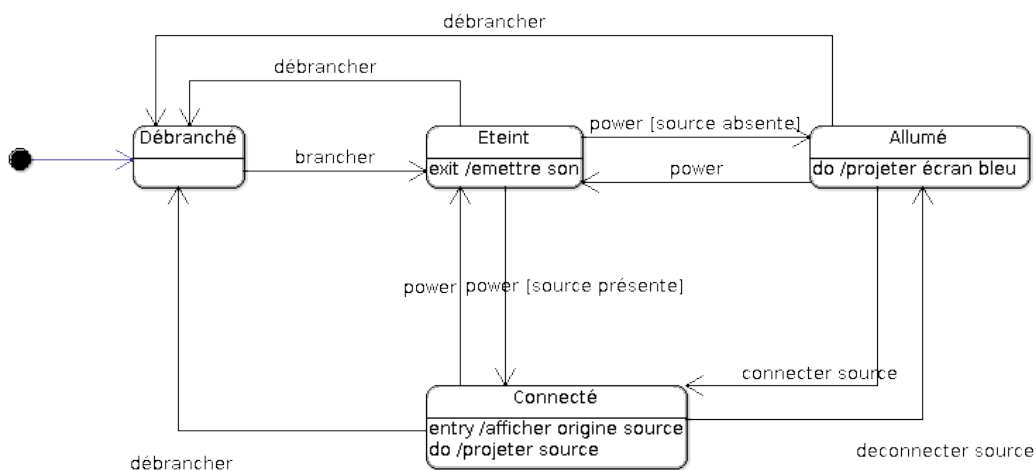 débrancher
débrancher
Débranché
Eteint
power [source absente]
Allumé
brancher
exit /emettre son
power
do /projeter écran bleu
power
power [source présente]
connecter source
Connecté
entry /afficher origine source
do /projeter source
deconnecter source
débrancher